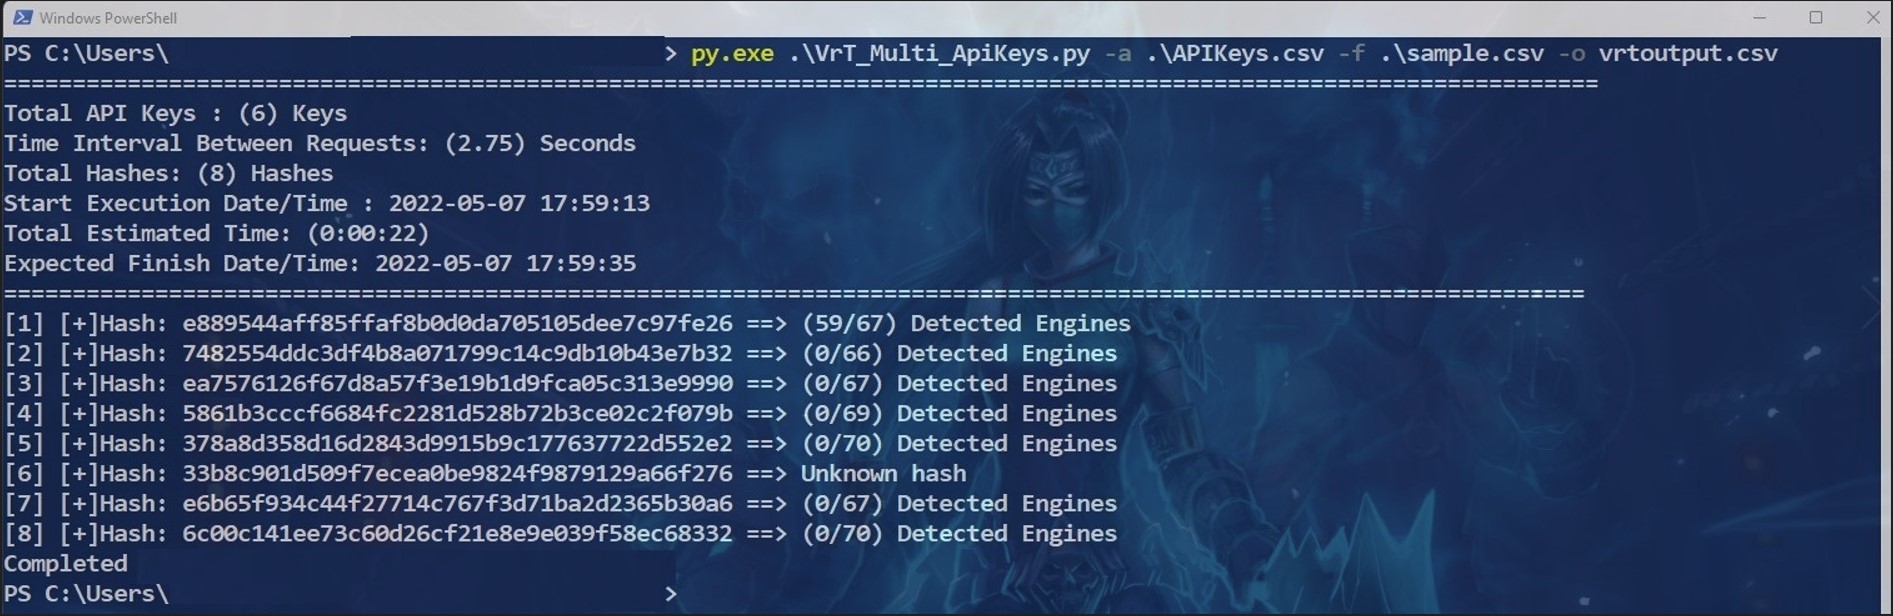 Windows PowerShell
PS C:\Users\ > py.exe .\VrT_Multi_ApiKeys.py -a .\APIKeys.csv -f .\sample.csv -o vrtoutput.csv
====================================================================================================================
Total API Keys : (6) Keys
Time Interval Between Requests: (2.75) Seconds
Total Hashes: (8) Hashes
Start Execution Date/Time : 2022-05-07 17:59:13
Total Estimated Time: (0:00:22)
Expected Finish Date/Time: 2022-05-07 17:59:35
===================================================================================================================
[1] [+]Hash: e889544aff85ffaf8b0d0da705105dee7c97fe26 ==> (59/67) Detected Engines
[2] [+]Hash: 7482554ddc3df4b8a071799c14c9db10b43e7b32 ==> (0/66) Detected Engines
[3] [+]Hash: ea7576126f67d8a57f3e19b1d9fca05c313e9990 ==> (0/67) Detected Engines
[4] [+]Hash: 5861b3cccf6684fc2281d528b72b3ce02c2f079b ==> (0/69) Detected Engines
[5] [+]Hash: 378a8d358d16d2843d9915b9c177637722d552e2 ==> (0/70) Detected Engines
[6] [+]Hash: 33b8c901d509f7ecea0be9824f9879129a66f276 ==> Unknown hash
[7] [+]Hash: e6b65f934c44f27714c767f3d71ba2d2365b30a6 ==> (0/67) Detected Engines
[8] [+]Hash: 6c00c141ee73c60d26cf21e8e9e039f58ec68332 ==> (0/70) Detected Engines
Completed
PS C:\Users\ >